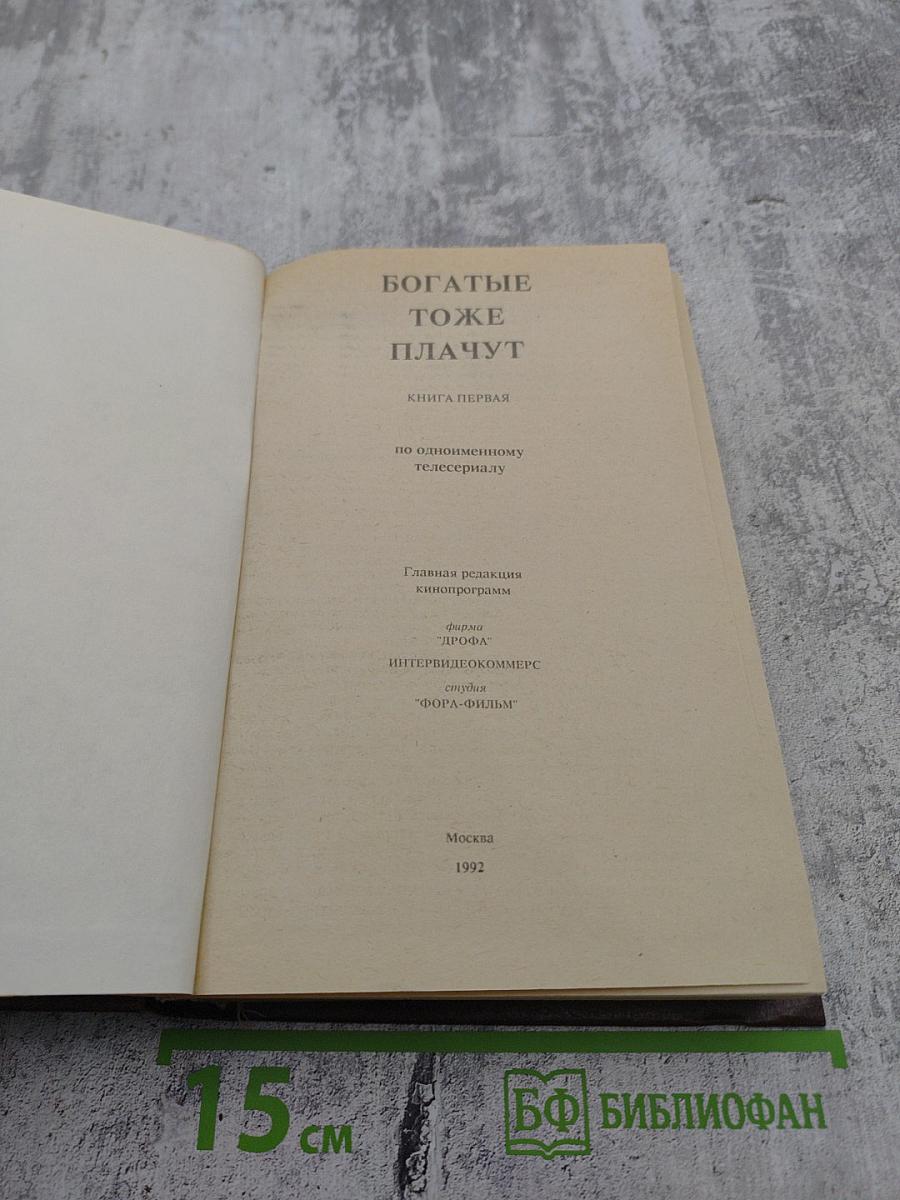 БОГАТЫЕ
ТОЖЕ
ПЛАЧУТ
КНИГА ПЕРВАЯ
по одноименному
телесериалу
Главная редакция
кинопрограмм
фирма
"ДРОФА"
ИНТЕРВИДЕОКОММЕРС
студия
"ФОРА-ФИЛЬМ"
Москва
1992
15 см
БФ БИБЛИОФАН